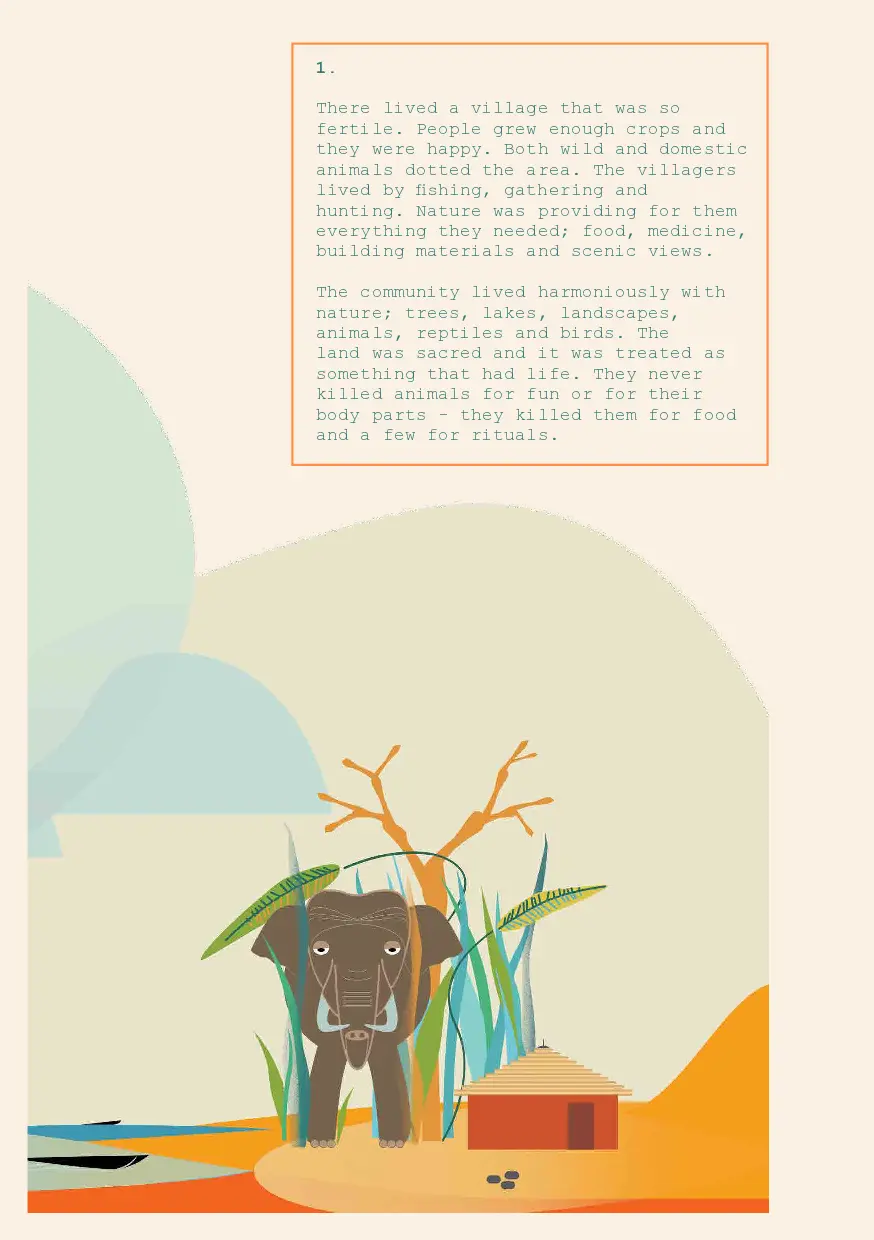 1.
There lived a village that was so
fertile. People grew enough crops and
they were happy. Both wild and domestic
animals dotted the area. The villagers
lived by fishing, gathering and
hunting. Nature was providing for them
everything they needed; food, medicine,
building materials and scenic views.
The community lived harmoniously with
nature; trees, lakes, landscapes,
animals, reptiles and birds. The
land was sacred and it was treated as
something that had life. They never
killed animals for fun or for their
body parts - they killed them for food
and a few for rituals.